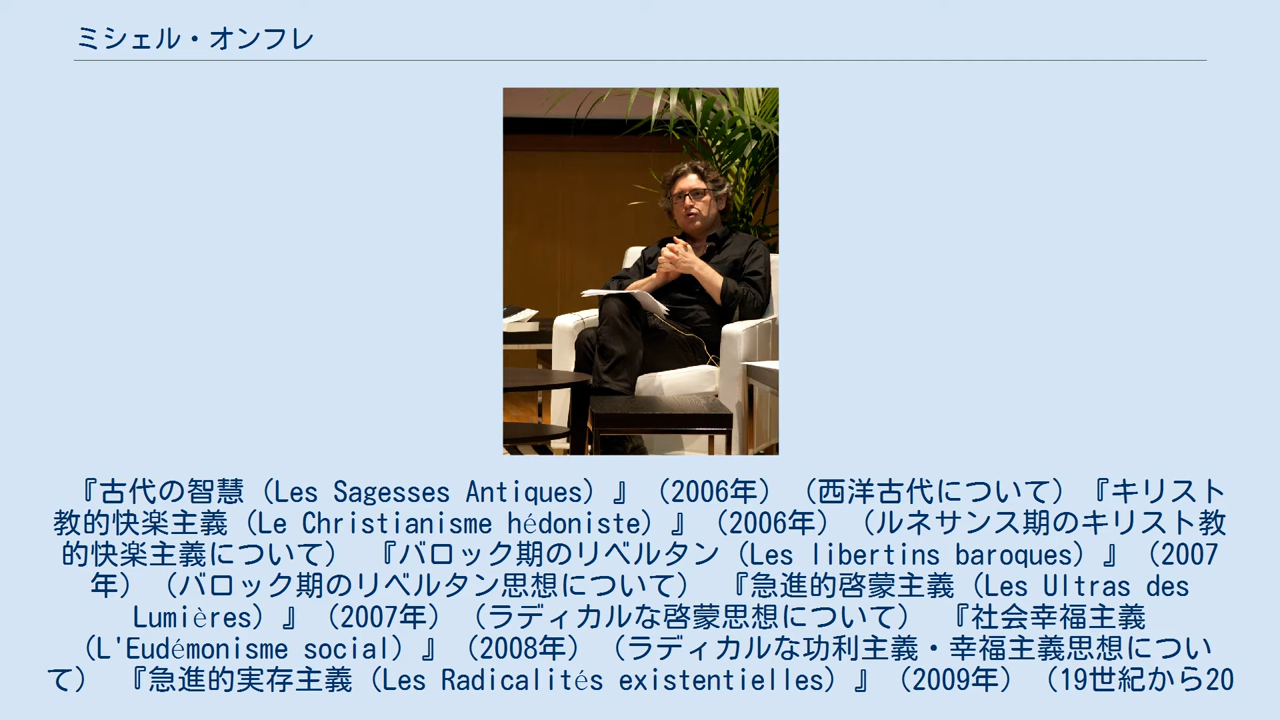 ミシェル・オンフレ
『古代の智慧（Les Sagesses Antiques）』（2006年）（西洋古代について）『キリスト
教的快楽主義（Le Christianisme hédoniste）』（2006年）（ルネサンス期のキリスト教
的快楽主義について） 『バロック期のリベルタン（Les libertins baroques）』（2007
年）（バロック期のリベルタン思想について） 『急進的啓蒙主義（Les Ultras des
Lumières）』（2007年）（ラディカルな啓蒙思想について） 『社会幸福主義
（L'Eudémonisme social）』（2008年）（ラディカルな功利主義・幸福主義思想につい
て） 『急進的実存主義（Les Radicalités existentielles）』（2009年）（19世紀から20